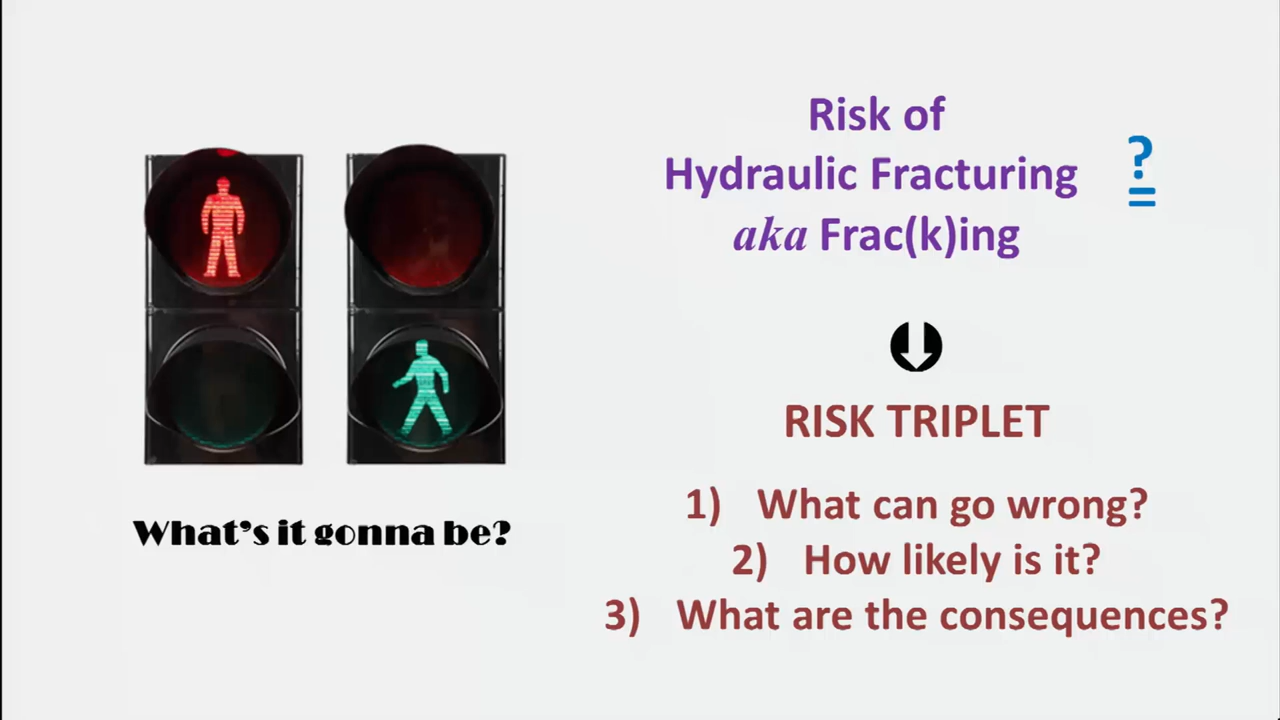 Risk of
Hydraulic Fracturing
aka Frac(k)ing
?
=
RISK TRIPLET
1) What can go wrong?
2) How likely is it?
3) What are the consequences?
What's it gonna be?